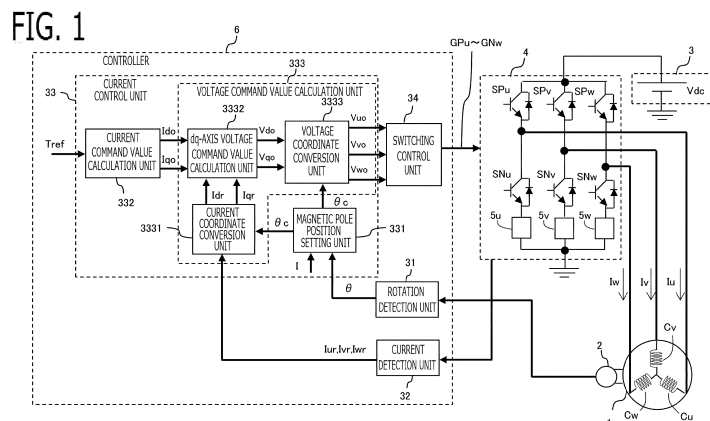 FIG. 1
6
CONTROLLER
GPu~GNw
4
3
Vdc
33
CURRENT
CONTROL UNIT
333
VOLTAGE COMMAND VALUE CALCULATION UNIT
3332
3333
34
Tref
CURRENT
COMMAND VALUE
CALCULATION UNIT
332
Ido
Iqo
dq-AXIS VOLTAGE
COMMAND VALUE
CALCULATION UNIT
Vdo
Vqo
VOLTAGE
COORDINATE
CONVERSION
UNIT
Vuo
Vvo
Vwo
SWITCHING
CONTROL
UNIT
SPu
SPv
SPw
SNu
SNv
SNw
5u
5v
5w
Idr
Iqr
θc
3331
CURRENT
COORDINATE
CONVERSION
UNIT
θc
MAGNETIC POLE
POSITION
SETTING UNIT
331
I
θ
31
ROTATION
DETECTION UNIT
Iw
Iv
Iu
Iur,Ivr,Iwr
CURRENT
DETECTION UNIT
32
2
Cv
Cw
Cu
1